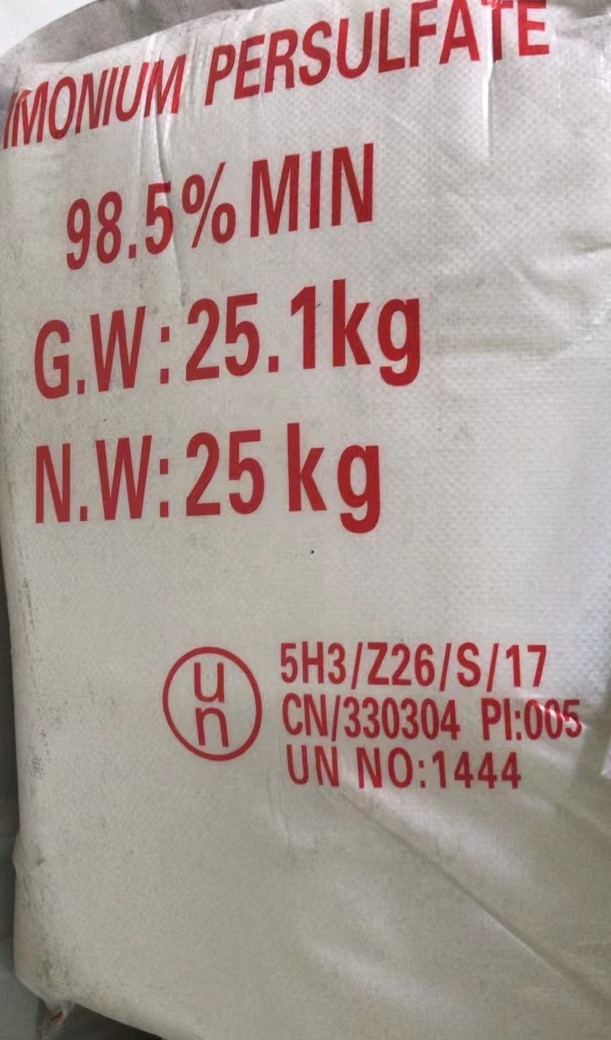 MONIUM PERSULFATE
98.5% MIN
G.W:25.1kg
N.W:25kg
un
5H3/Z26/S/17
CN/330304 PI:005
UN NO:1444